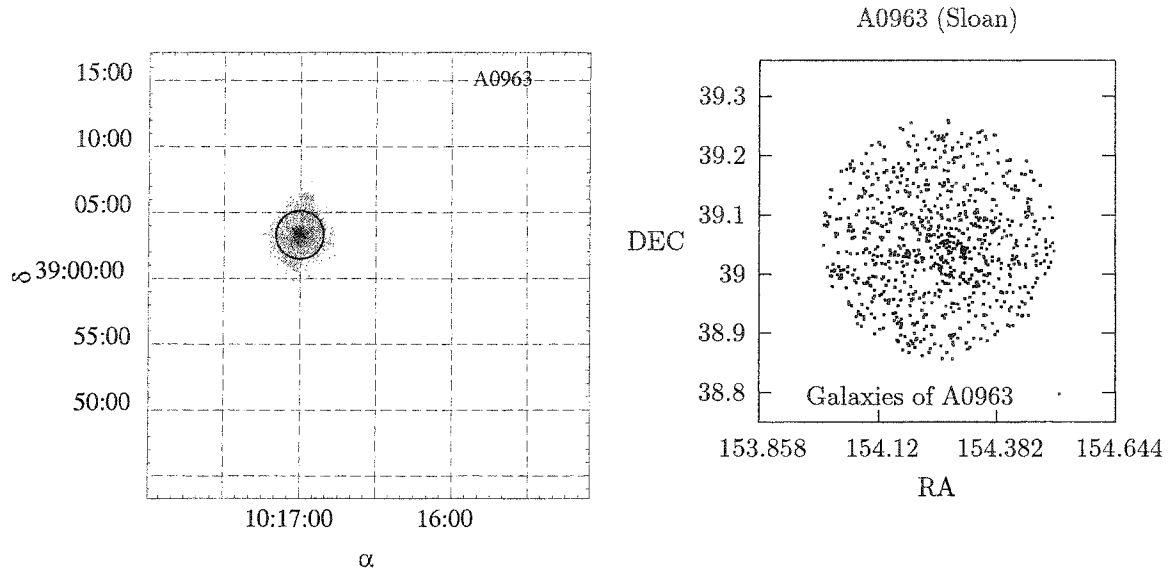 A0963
15:00
10:00
05:00
39:00:00
55:00
50:00
δ
10:17:00 16:00
α
A0963 (Sloan)
39.3
39.2
39.1
39
38.9
38.8
DEC
Galaxies of A0963
153.858 154.12 154.382 154.644
RA